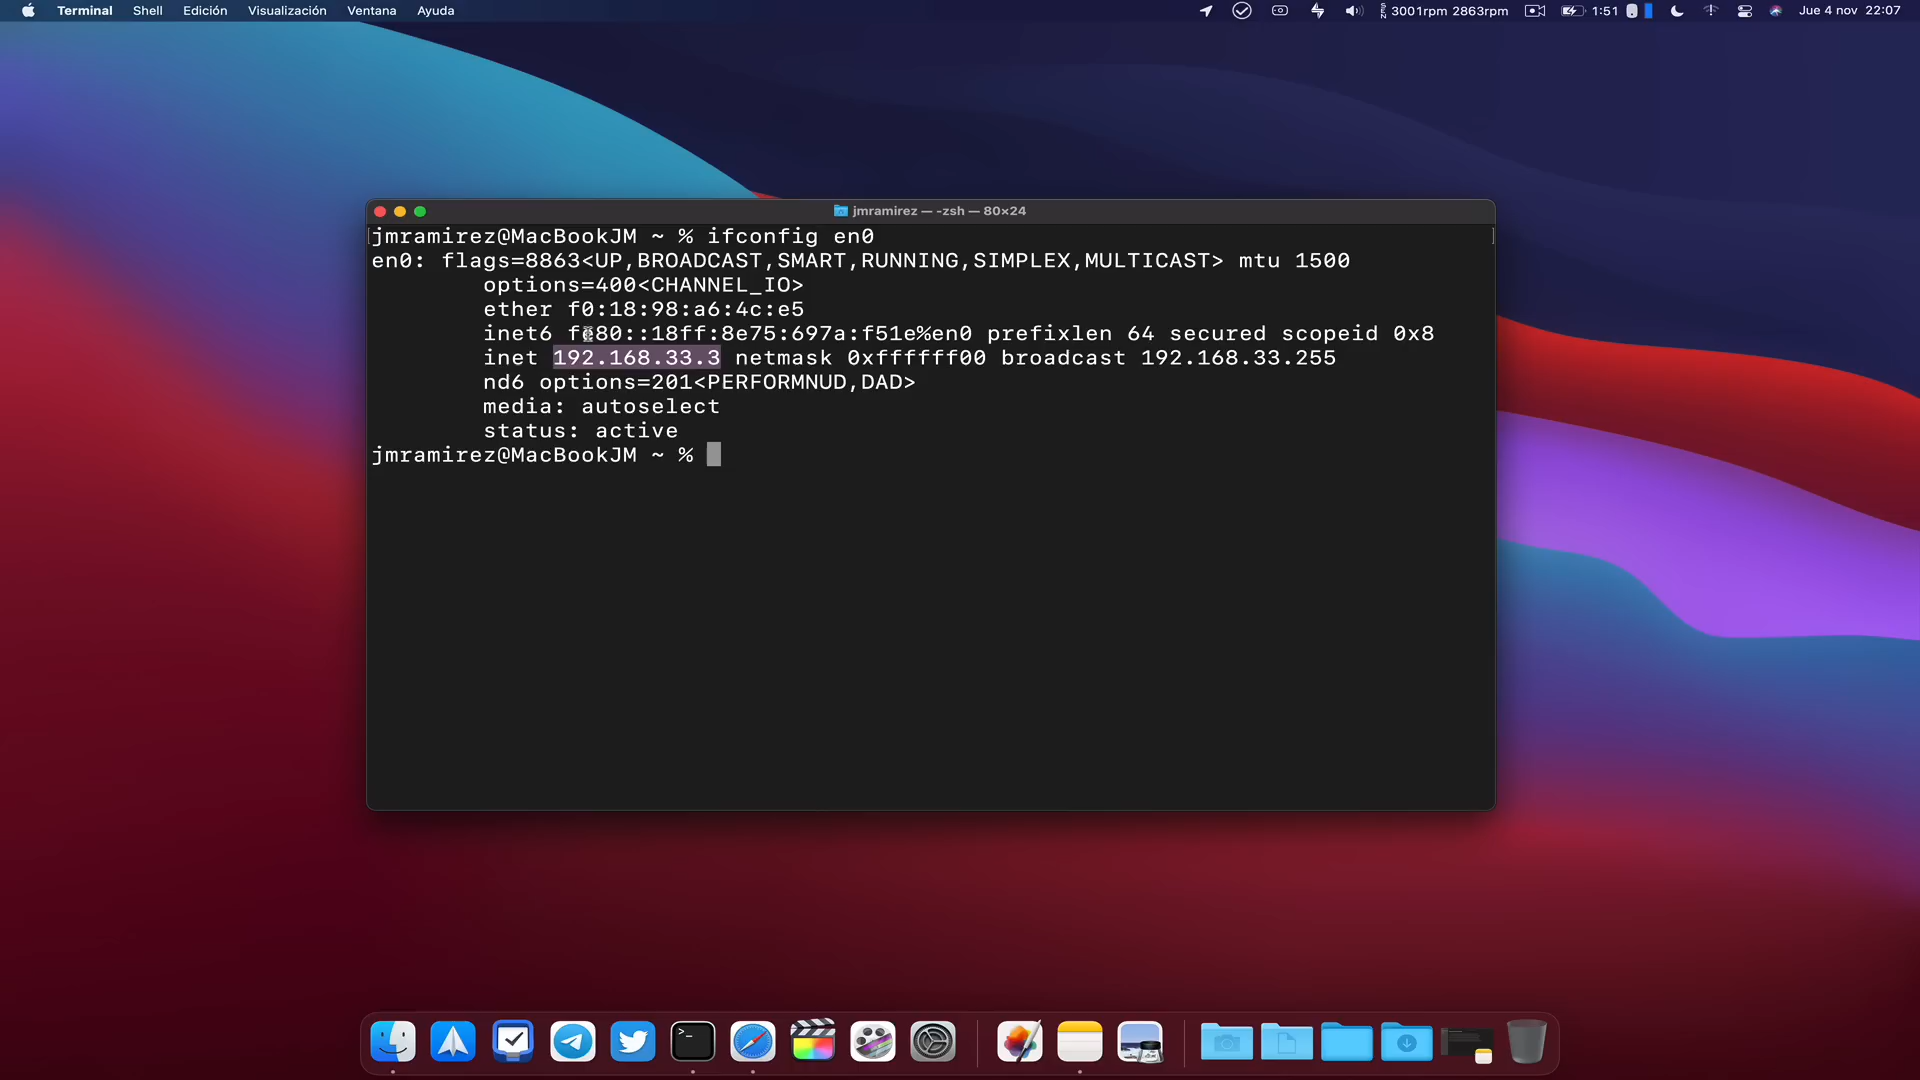 Terminal Shell Edición Visualización Ventana Ayuda
SEN 3001rpm 2863rpm 1:51 Jue 4 nov 22:07
jmramirez — -zsh — 80×24
jmramirez@MacBookJM ~ % ifconfig en0
en0: flags=8863<UP,BROADCAST,SMART,RUNNING,SIMPLEX,MULTICAST> mtu 1500
options=400<CHANNEL_IO>
ether f0:18:98:a6:4c:e5
inet6 fe80::18ff:8e75:697a:f51e%en0 prefixlen 64 secured scopeid 0x8
inet 192.168.33.3 netmask 0xffffff00 broadcast 192.168.33.255
nd6 options=201<PERFORMNUD,DAD>
media: autoselect
status: active
jmramirez@MacBookJM ~ %